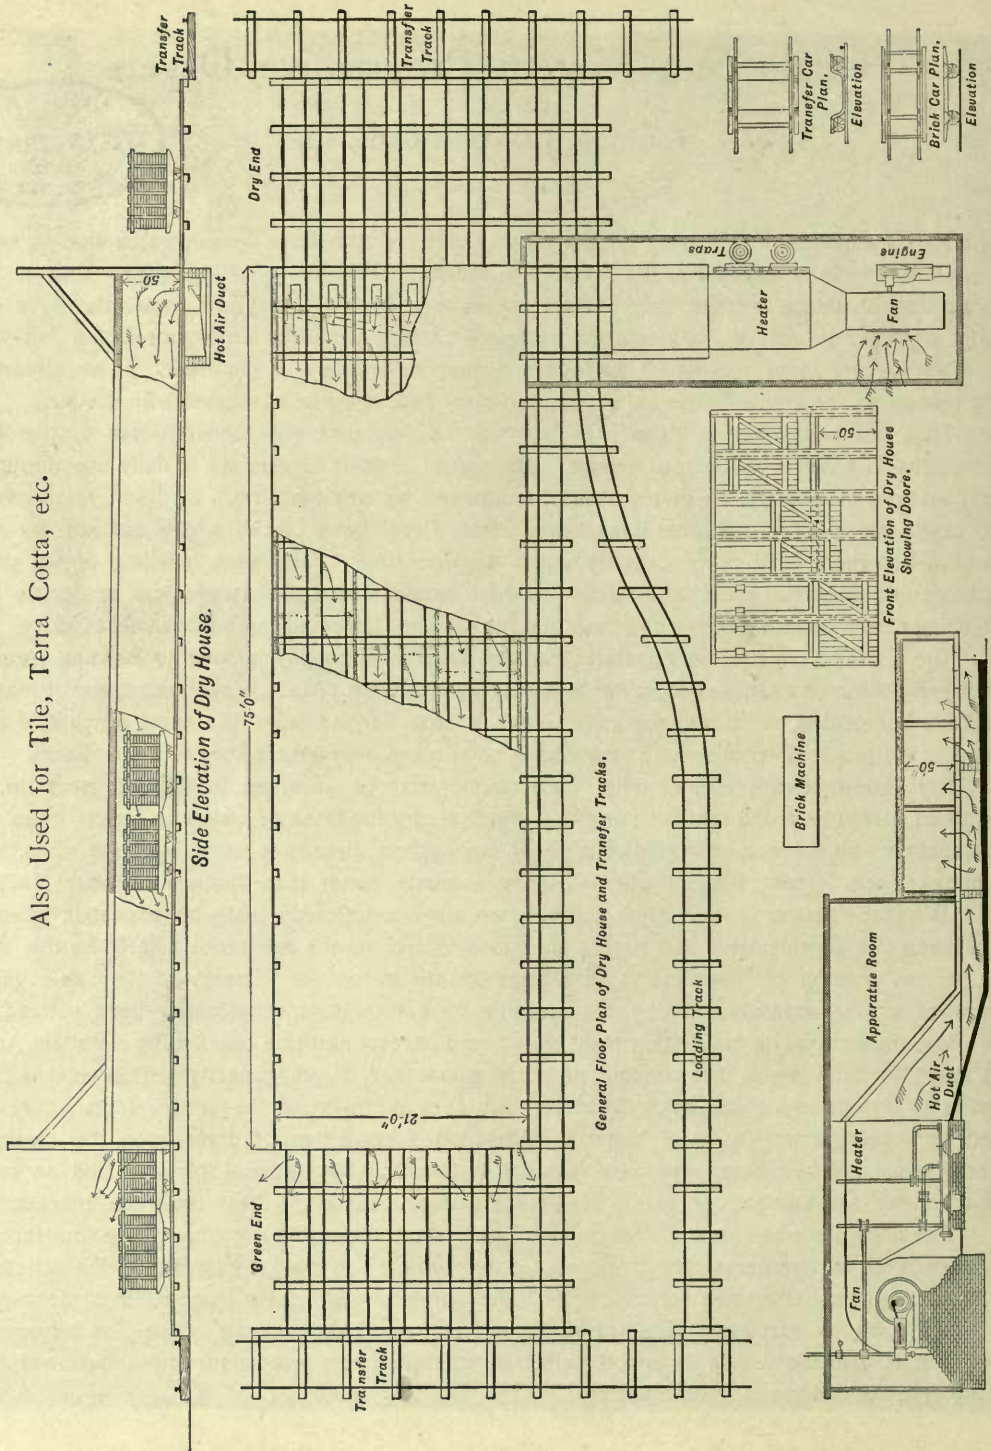 Also Used for Tile, Terra Cotta, etc.
Transfer
Track
50
Hot Air Duct
Side Elevation of Dry House.
Transfer
Track
Dry End
75'0"
21'0"
Green End
Transfer
Track
General Floor Plan of Dry House and Tranefer Tracks.
Loading Track
Traps
Engine
Heater
Fan
Transfer Car
Plan.
Elevation
Brick Car Plan.
Elevation
50"
Front Elevation of Dry Houes
Showing Doors.
Brick Machine
50"
Apparatue Room
Hot Air
Duct
Heater
Fan